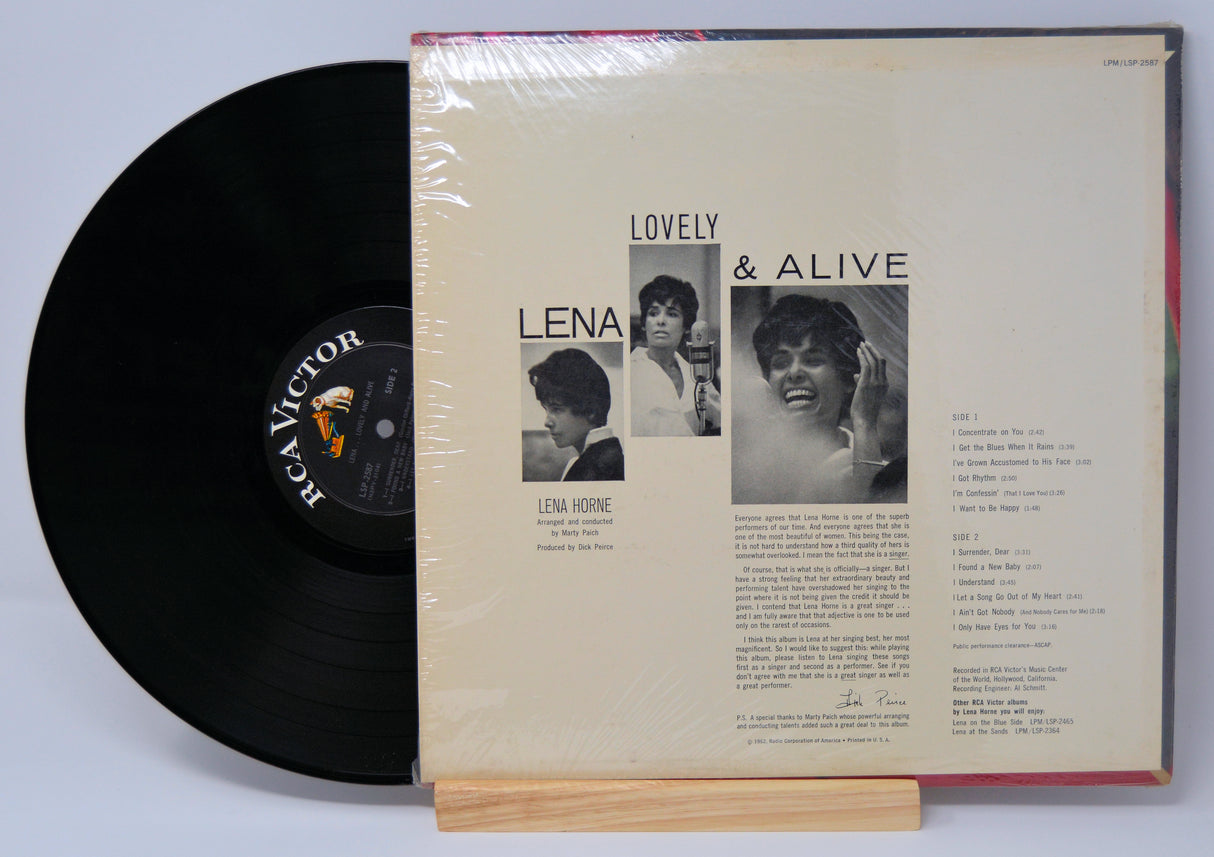 LPM/LSP-2587
LOVELY
& ALIVE
LENA
LENA HORNE
Arranged and conducted
by Marty Paich
Produced by Dick Peirce
Everyone agrees that Lena Horne is one of the superb
performers of our time. And everyone agrees that she is
one of the most beautiful of women. This being the case,
it is not hard to understand how a third quality of hers is
somewhat overlooked. I mean the fact that she is a singer.
Of course, that is what she is officially—a singer. But I
have a strong feeling that her extraordinary beauty and
performing talent have overshadowed her singing to the
point where it is not being given the credit it should be
given. I contend that Lena Horne is a great singer . . .
and I am fully aware that that adjective is one to be used
only on the rarest of occasions.
I think this album is Lena at her singing best, her most
magnificent. So I would like to suggest this: while playing
this album, please listen to Lena singing these songs
first as a singer and second as a performer. See if you
don't agree with me that she is a great singer as well as
a great performer.
Dick Peirce
P.S. A special thanks to Marty Paich whose powerful arranging
and conducting talents added such a great deal to this album.
© 1962, Radio Corporation of America • Printed in U. S. A.
SIDE 1
I Concentrate on You (2:42)
I Get the Blues When It Rains (3:39)
I've Grown Accustomed to His Face (3:02)
I Got Rhythm (2:50)
I'm Confessin' (That I Love You) (3:26)
I Want to Be Happy (1:48)
SIDE 2
I Surrender, Dear (3:31)
I Found a New Baby (2:07)
I Understand (3:45)
I Let a Song Go Out of My Heart (2:41)
I Ain't Got Nobody (And Nobody Cares for Me) (2:18)
I Only Have Eyes for You (3:16)
Public performance clearance—ASCAP.
Recorded in RCA Victor's Music Center
of the World, Hollywood, California.
Recording Engineer: Al Schmitt.
Other RCA Victor albums
by Lena Horne you will enjoy:
Lena on the Blue Side LPM/LSP-2465
Lena at the Sands LPM/LSP-2364
RCA VICTOR
SIDE 2
LENA . . LOVELY AND ALIVE
LSP-2587
1—I SURRENDER, DEAR
2—I FOUND A NEW BABY